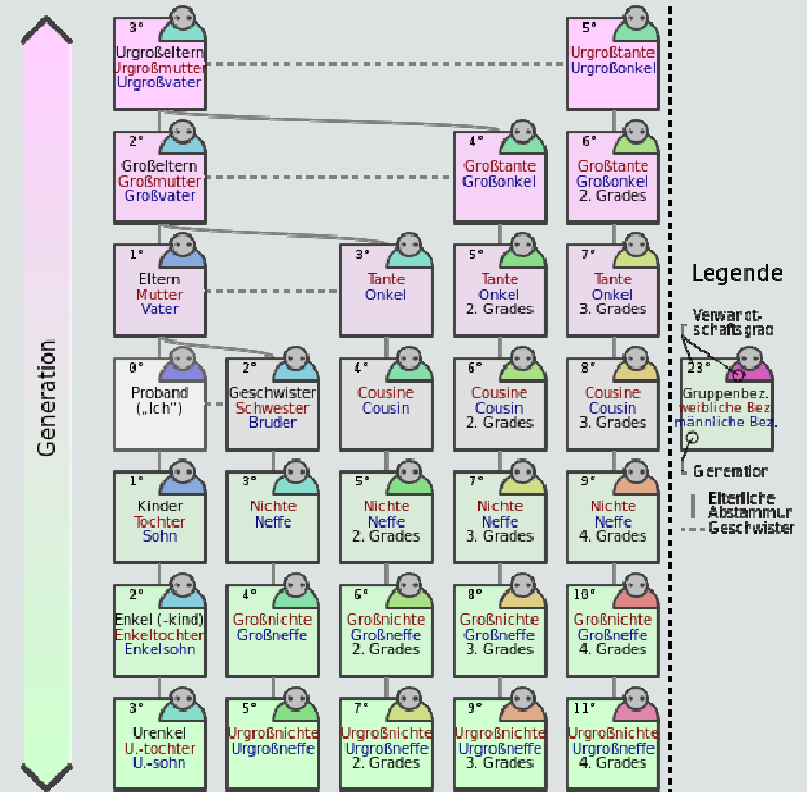 3°
Urgroßeltern
Urgroßmutter
Urgroßvater
5°
Urgroßtante
Urgroßonkel
2°
Großeltern
Großmutter
Großvater
4°
Großtante
Großonkel
6°
Großtante
Großonkel
2. Grades
1°
Eltern
Mutter
Vater
3°
Tante
Onkel
5°
Tante
Onkel
2. Grades
7°
Tante
Onkel
3. Grades
0°
Proband
(„Ich")
2°
Geschwister
Schwester
Bruder
4°
Cousine
Cousin
6°
Cousine
Cousin
2. Grades
8°
Cousine
Cousin
3. Grades
1°
Kinder
Tochter
Sohn
3°
Nichte
Neffe
5°
Nichte
Neffe
2. Grades
7°
Nichte
Neffe
3. Grades
9°
Nichte
Neffe
4. Grades
2°
Enkel (-kind)
Enkeltochter
Enkelsohn
4°
Großnichte
Großneffe
6°
Großnichte
Großneffe
2. Grades
8°
Großnichte
Großneffe
3. Grades
10°
Großnichte
Großneffe
4. Grades
3°
Urenkel
U.-tochter
U.-sohn
5°
Urgroßnichte
Urgroßneffe
7°
Urgroßnichte
Urgroßneffe
2. Grades
9°
Urgroßnichte
Urgroßneffe
3. Grades
11°
Urgroßnichte
Urgroßneffe
4. Grades
Generation
Legende
Verwandt-
schaftsgrad
23°
Gruppenbez.
weibliche Bez.
männliche Bez.
Generation
Elterliche
Abstammur
Geschwister